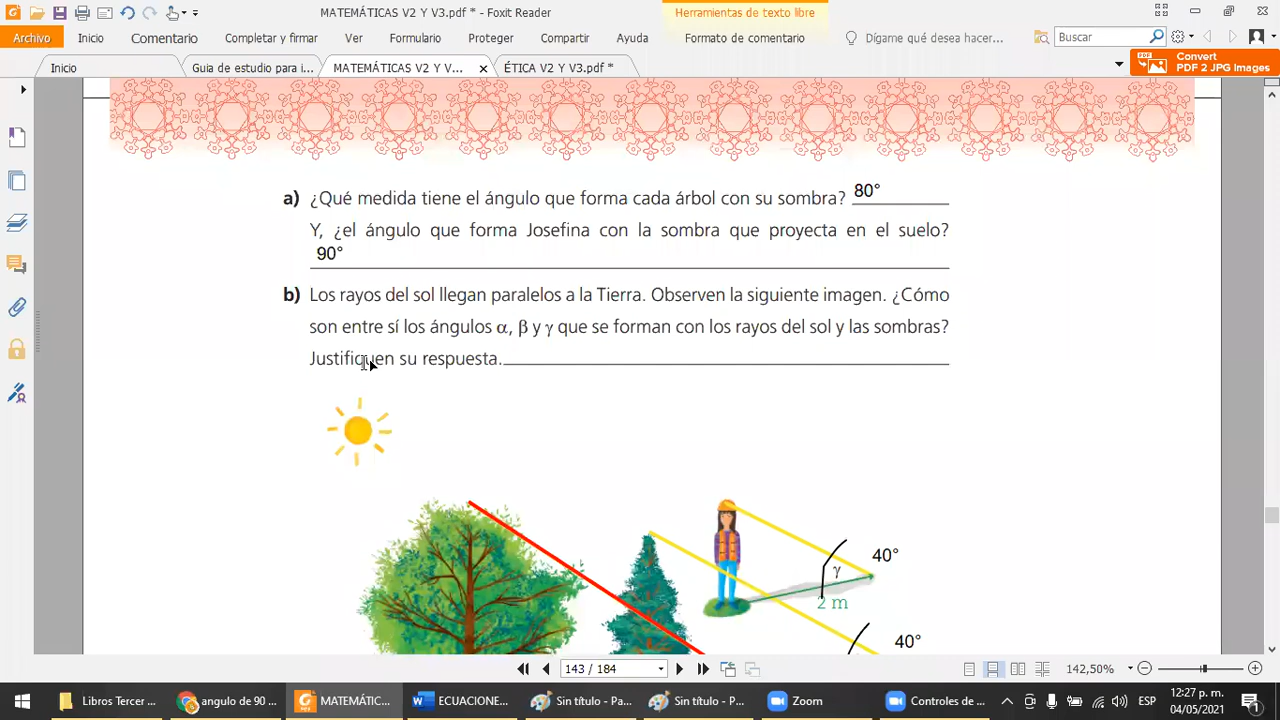 MATEMÁTICAS V2 Y V3.pdf * - Foxit Reader
Herramientas de texto libre
Archivo
Inicio
Comentario
Completar y firmar
Ver
Formulario
Proteger
Compartir
Ayuda
Formato de comentario
Dígame qué desea hacer...
Buscar
Inicio
Guia de estudio para i...
MATEMÁTICAS V2 Y V...
ÉTICA V2 Y V3.pdf *
Convert
PDF 2 JPG Images
a) ¿Qué medida tiene el ángulo que forma cada árbol con su sombra? 80°
Y, ¿el ángulo que forma Josefina con la sombra que proyecta en el suelo?
90°
b) Los rayos del sol llegan paralelos a la Tierra. Observen la siguiente imagen. ¿Cómo
son entre sí los ángulos α, β y γ que se forman con los rayos del sol y las sombras?
Justifiquen su respuesta.
40°
γ
2 m
40°
143 / 184
142,50%
Libros Tercer ...
angulo de 90 ...
MATEMÁTIC...
ECUACIONE...
Sin título - Pa...
Sin título - P...
Zoom
Controles de ...
ESP
12:27 p. m.
04/05/2021
1